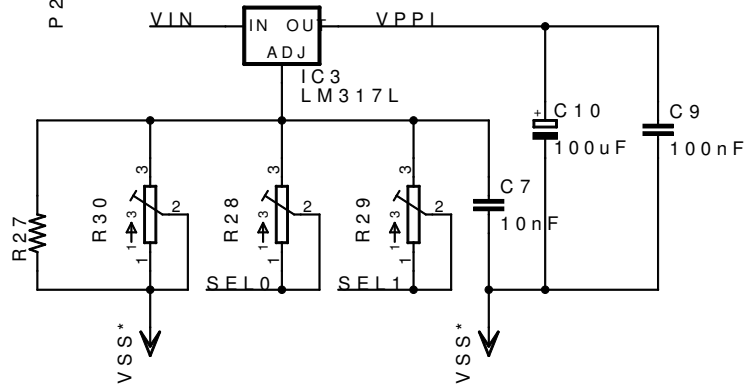 P2
VIN
IN OUT
VPPI
ADJ
IC3
LM317L
C10
100uF
C9
100nF
C7
10nF
R27
R30
3
2
1
1 3
R28
3
2
1
1 3
R29
3
2
1
1 3
SEL0
SEL1
VSS*
VSS*